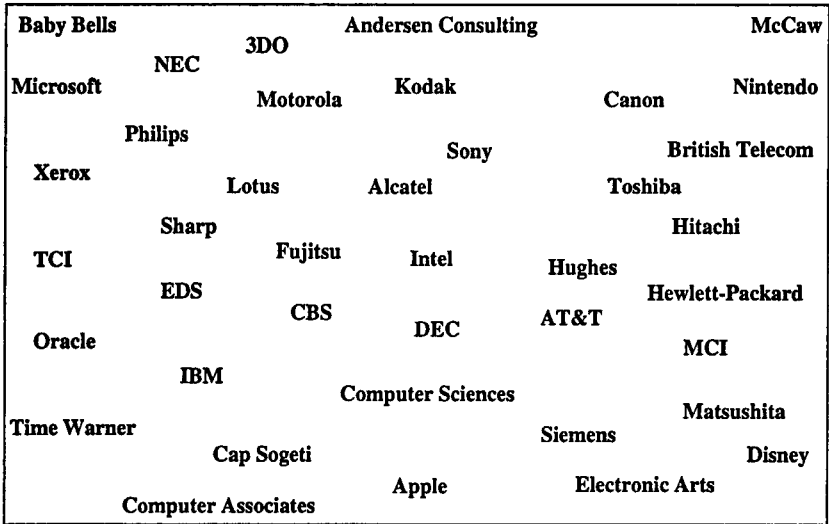 Baby Bells
Andersen Consulting
McCaw
3DO
NEC
Microsoft
Kodak
Nintendo
Motorola
Canon
Philips
Sony
British Telecom
Xerox
Lotus
Alcatel
Toshiba
Sharp
Hitachi
Fujitsu
TCI
Intel
Hughes
EDS
Hewlett-Packard
CBS
AT&T
DEC
Oracle
MCI
IBM
Computer Sciences
Matsushita
Time Warner
Siemens
Cap Sogeti
Disney
Apple
Electronic Arts
Computer Associates